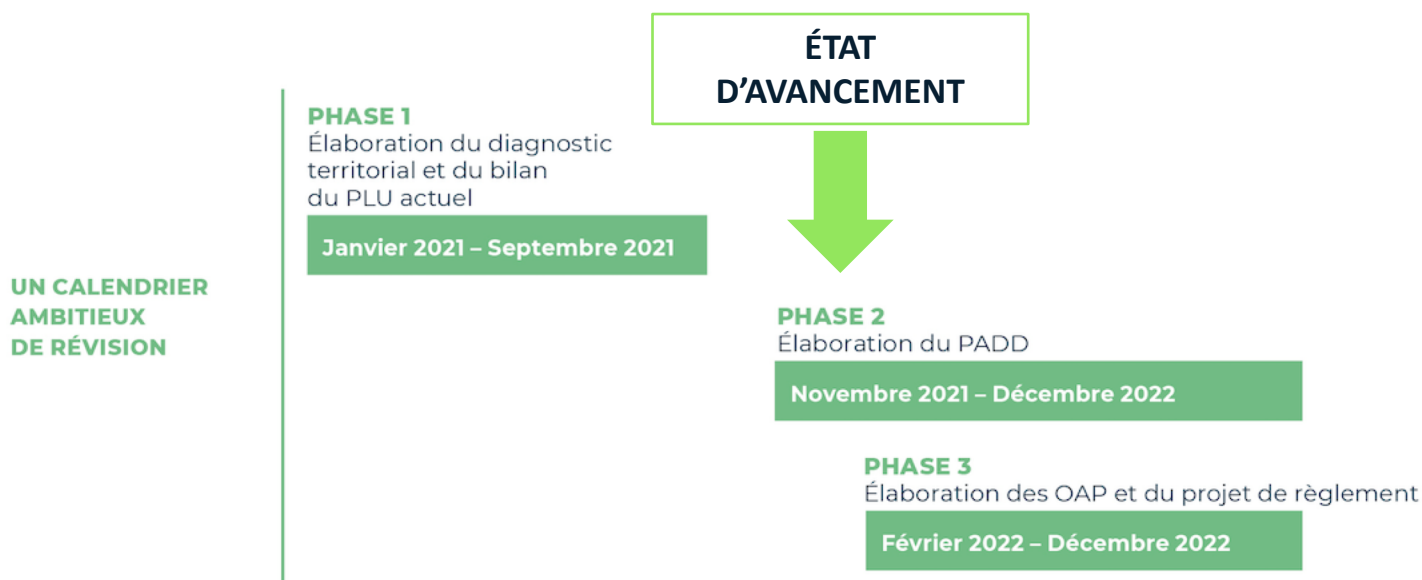 ÉTAT
D’AVANCEMENT
PHASE 1
Élaboration du diagnostic
territorial et du bilan
du PLU actuel
Janvier 2021 – Septembre 2021
UN CALENDRIER
AMBITIEUX
DE RÉVISION
PHASE 2
Élaboration du PADD
Novembre 2021 – Décembre 2022
PHASE 3
Élaboration des OAP et du projet de règlement
Février 2022 – Décembre 2022